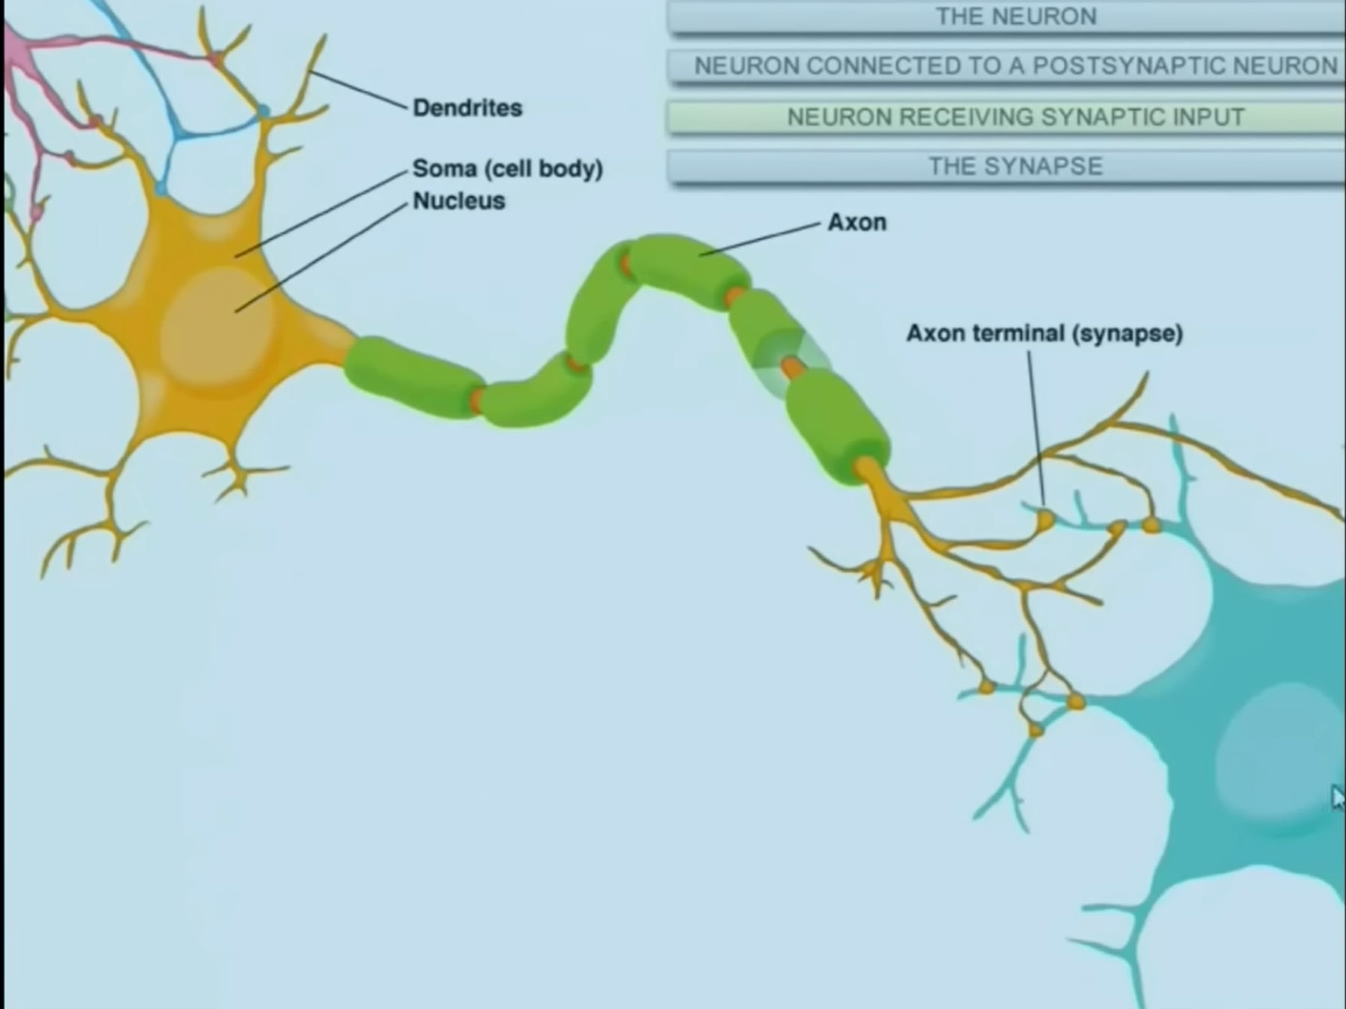 THE NEURON
NEURON CONNECTED TO A POSTSYNAPTIC NEURON
NEURON RECEIVING SYNAPTIC INPUT
THE SYNAPSE
Dendrites
Soma (cell body)
Nucleus
Axon
Axon terminal (synapse)